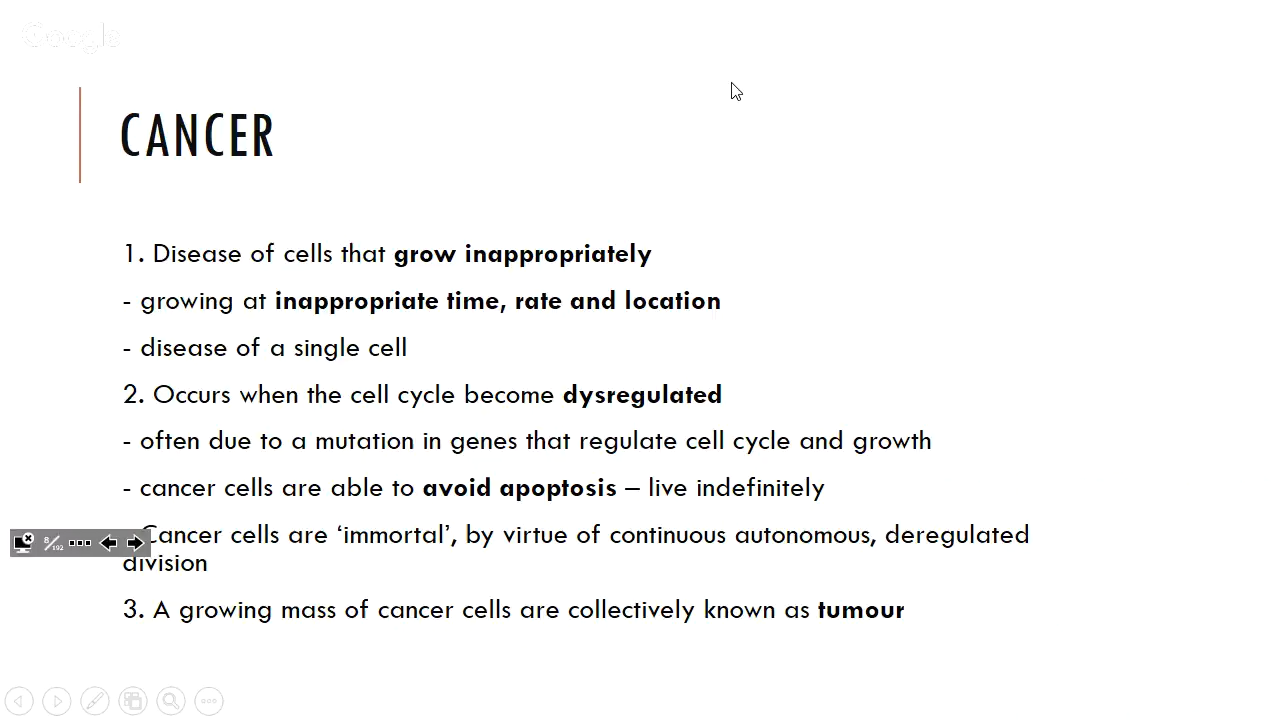 Google
CANCER
1. Disease of cells that grow inappropriately
- growing at inappropriate time, rate and location
- disease of a single cell
2. Occurs when the cell cycle become dysregulated
- often due to a mutation in genes that regulate cell cycle and growth
- cancer cells are able to avoid apoptosis – live indefinitely
Cancer cells are ‘immortal’, by virtue of continuous autonomous, deregulated
division
8/192
3. A growing mass of cancer cells are collectively known as tumour